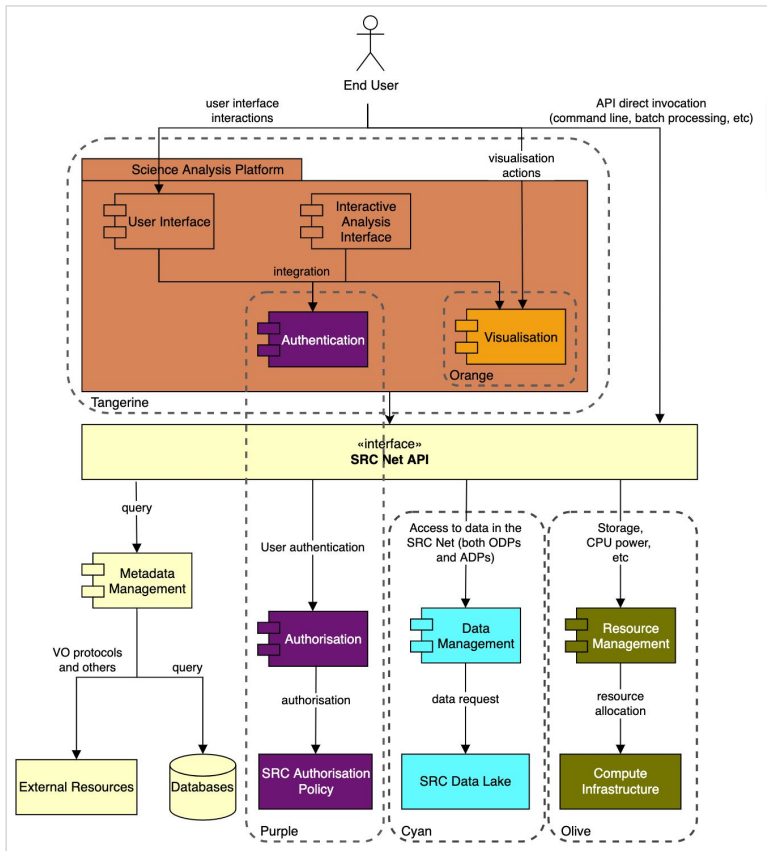 End User
user interface
interactions
API direct invocation
(command line, batch processing, etc)
visualisation
actions
Science Analysis Platform
User Interface
Interactive
Analysis
Interface
integration
Authentication
Visualisation
Orange
Tangerine
«interface»
SRC Net API
query
User authentication
Access to data in the
SRC Net (both ODPs
and ADPs)
Storage,
CPU power,
etc
Metadata
Management
Authorisation
Data
Management
Resource
Management
VO protocols
and others
query
authorisation
data request
resource
allocation
External Resources
Databases
SRC Authorisation
Policy
SRC Data Lake
Compute
Infrastructure
Purple
Cyan
Olive